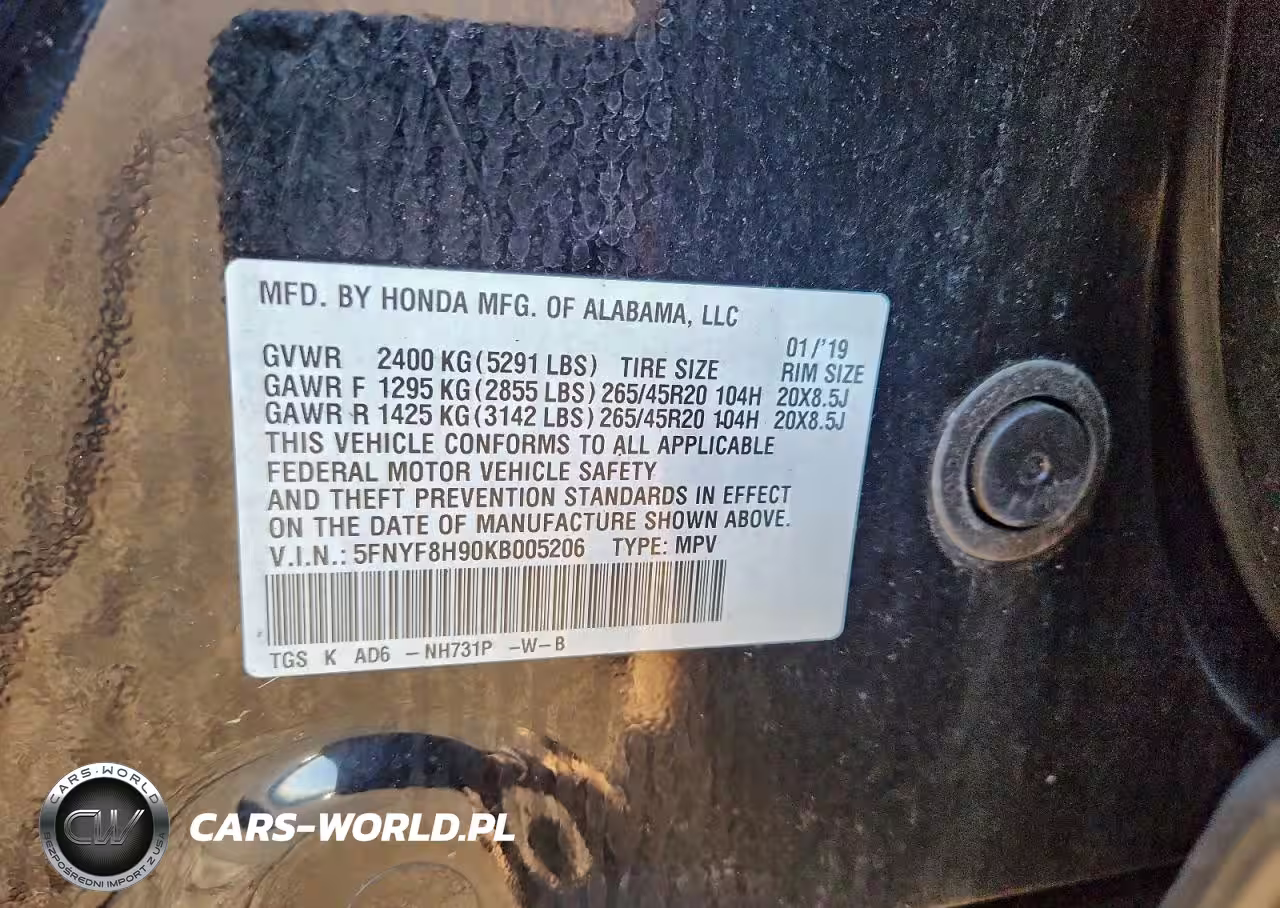 MFD. BY HONDA MFG. OF ALABAMA, LLC
01/'19
GVWR 2400 KG(5291 LBS) TIRE SIZE RIM SIZE
GAWR F 1295 KG(2855 LBS) 265/45R20 104H 20X8.5J
GAWR R 1425 KG(3142 LBS) 265/45R20 104H 20X8.5J
THIS VEHICLE CONFORMS TO ALL APPLICABLE
FEDERAL MOTOR VEHICLE SAFETY
AND THEFT PREVENTION STANDARDS IN EFFECT
ON THE DATE OF MANUFACTURE SHOWN ABOVE.
V.I.N.: 5FNYF8H90KB005206 TYPE: MPV
TGS K AD6 -NH731P -W-B
CARS-WORLD
CW
BEZPOŚREDNI IMPORT Z USA
CARS-WORLD.PL